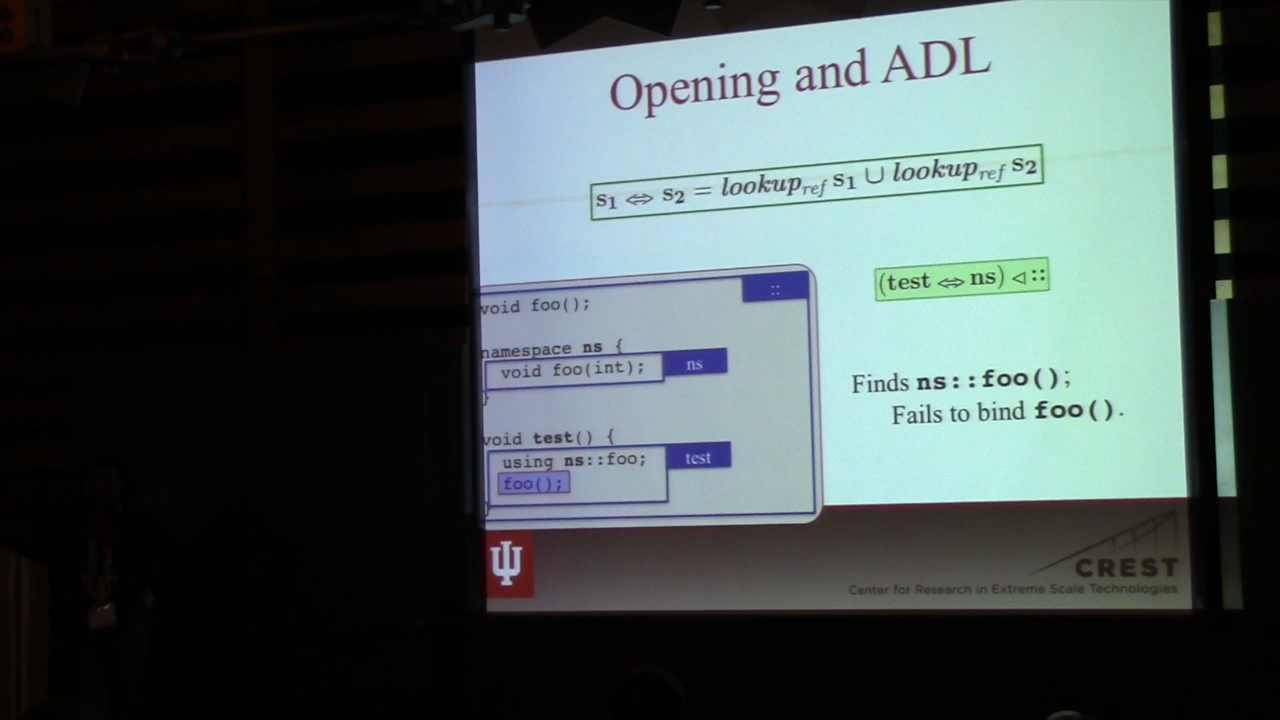 Opening and ADL
s₁ ⇔ s₂ = lookup_ref s₁ ∪ lookup_ref s₂
(test ⇔ ns) ◁ ::
::
void foo();
namespace ns {
void foo(int);
ns
}
void test() {
using ns::foo;
test
foo();
}
Finds ns::foo();
Fails to bind foo().
CREST
Center for Research in Extreme Scale Technologies